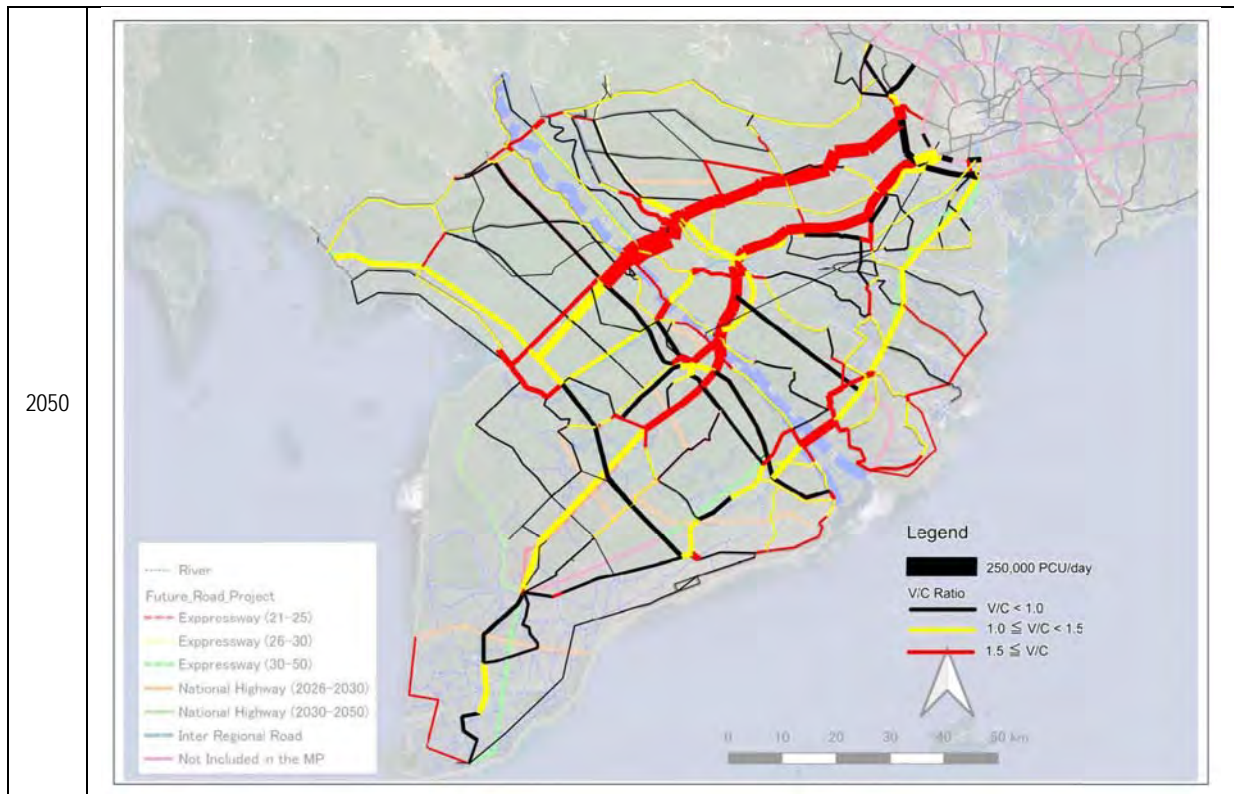 2050
River
Future_Road_Project
Exppressway (21-25)
Exppressway (26-30)
Exppressway (30-50)
National Highway (2026-2030)
National Highway (2030-2050)
Inter Regional Road
Not Included in the MP
Legend
250,000 PCU/day
V/C Ratio
V/C < 1.0
1.0 ≦ V/C < 1.5
1.5 ≦ V/C
0 10 20 30 40 50 km